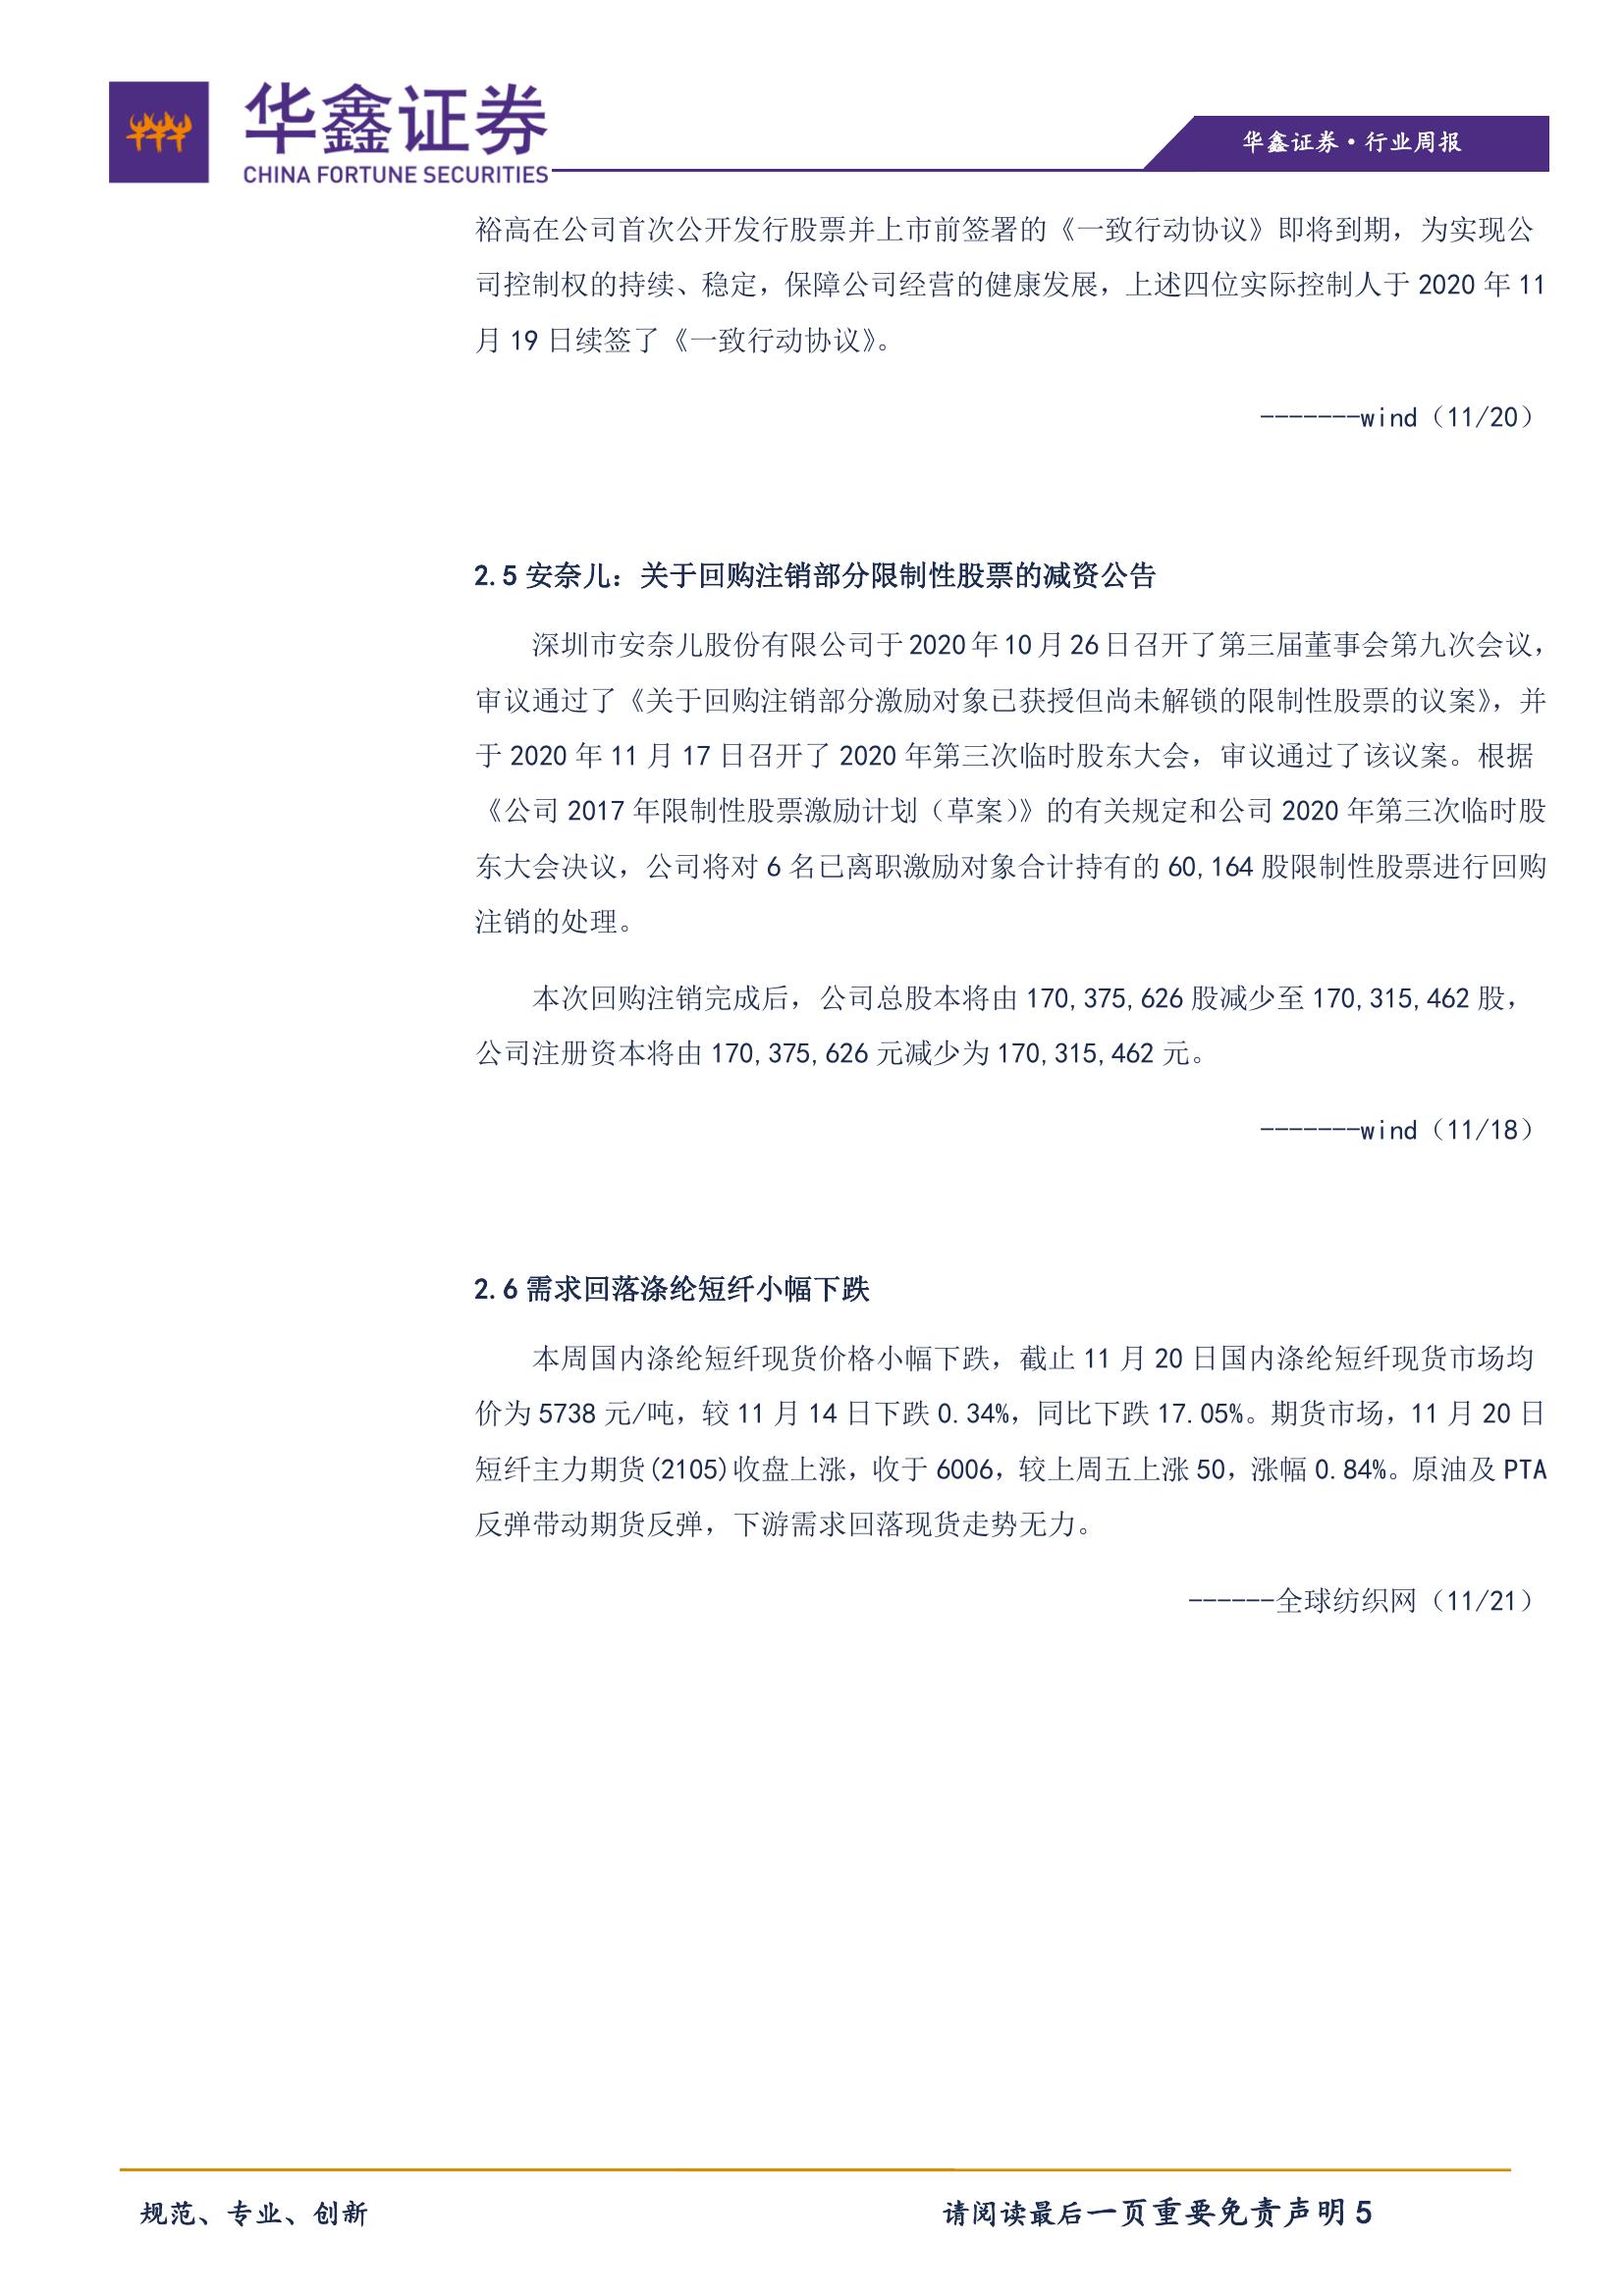 华鑫证券
CHINA FORTUNE SECURITIES
华鑫证券·行业周报
裕高在公司首次公开发行股票并上市前签署的《一致行动协议》即将到期，为实现公
司控制权的持续、稳定，保障公司经营的健康发展，上述四位实际控制人于 2020 年 11
月 19 日续签了《一致行动协议》。
-------wind（11/20）
2.5 安奈儿：关于回购注销部分限制性股票的减资公告
深圳市安奈儿股份有限公司于 2020 年 10 月 26 日召开了第三届董事会第九次会议，
审议通过了《关于回购注销部分激励对象已获授但尚未解锁的限制性股票的议案》，并
于 2020 年 11 月 17 日召开了 2020 年第三次临时股东大会，审议通过了该议案。根据
《公司 2017 年限制性股票激励计划（草案）》的有关规定和公司 2020 年第三次临时股
东大会决议，公司将对 6 名已离职激励对象合计持有的 60,164 股限制性股票进行回购
注销的处理。
本次回购注销完成后，公司总股本将由 170,375,626 股减少至 170,315,462 股，
公司注册资本将由 170,375,626 元减少为 170,315,462 元。
-------wind（11/18）
2.6 需求回落涤纶短纤小幅下跌
本周国内涤纶短纤现货价格小幅下跌，截止 11 月 20 日国内涤纶短纤现货市场均
价为 5738 元/吨，较 11 月 14 日下跌 0.34%，同比下跌 17.05%。期货市场，11 月 20 日
短纤主力期货(2105)收盘上涨，收于 6006，较上周五上涨 50，涨幅 0.84%。原油及 PTA
反弹带动期货反弹，下游需求回落现货走势无力。
------全球纺织网（11/21）
规范、专业、创新
请阅读最后一页重要免责声明 5